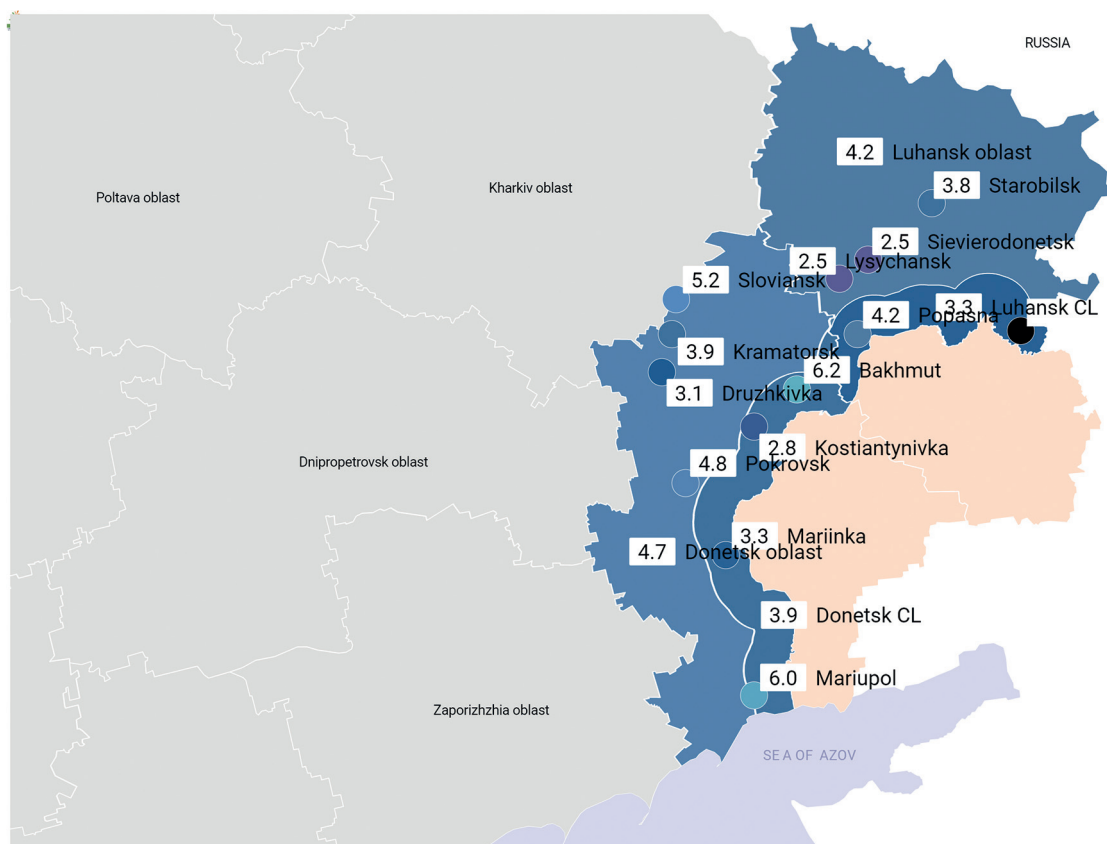 RUSSIA
4.2 Luhansk oblast
3.8 Starobilsk
Poltava oblast
Kharkiv oblast
2.5 Sievierodonetsk
2.5 Lysychansk
5.2 Sloviansk
3.3 Luhansk CL
4.2 Popasna
3.9 Kramatorsk
6.2 Bakhmut
3.1 Druzhkivka
2.8 Kostiantynivka
Dnipropetrovsk oblast
4.8 Pokrovsk
3.3 Mariinka
4.7 Donetsk oblast
3.9 Donetsk CL
6.0 Mariupol
Zaporizhzhia oblast
SEA OF AZOV